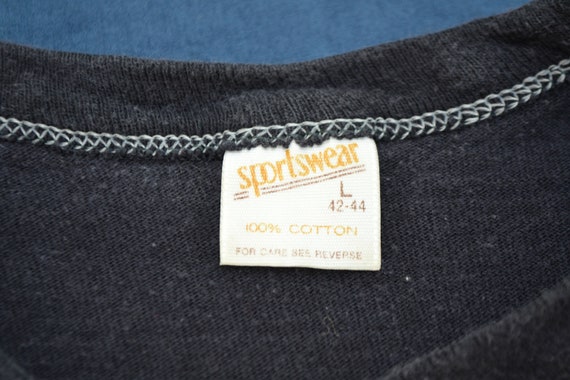 sportswear
L
42-44
100% COTTON
FOR CARE SEE REVERSE